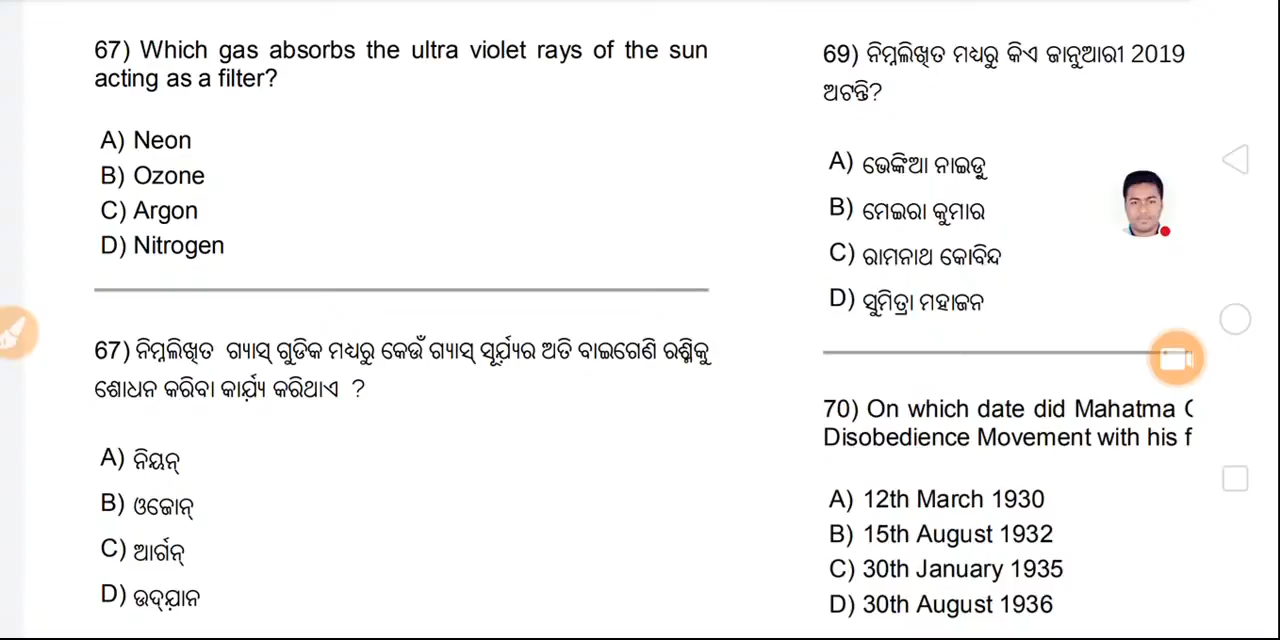 67) Which gas absorbs the ultra violet rays of the sun
acting as a filter?
A) Neon
B) Ozone
C) Argon
D) Nitrogen
67) ନିମ୍ନଲିଖିତ ଗ୍ୟାସ୍ ଗୁଡିକ ମଧ୍ୟରୁ କେଉଁ ଗ୍ୟାସ୍ ସୂର୍ଯ୍ୟର ଅତି ବାଇଗେଣି ରଶ୍ମିକୁ
ଶୋଧନ କରିବା କାର୍ଯ୍ୟ କରିଥାଏ ?
A) ନିୟନ୍
B) ଓଜୋନ୍
C) ଆର୍ଗନ୍
D) ଉଦ୍‌ଯାନ
69) ନିମ୍ନଲିଖିତ ମଧ୍ୟରୁ କିଏ ଜାନୁଆରୀ 2019
ଅଟନ୍ତି?
A) ଭେଙ୍କିଆ ନାଇଡୁ
B) ମେଇରା କୁମାର
C) ରାମନାଥ କୋବିନ୍ଦ
D) ସୁମିତ୍ରା ମହାଜନ
70) On which date did Mahatma
Disobedience Movement with his
A) 12th March 1930
B) 15th August 1932
C) 30th January 1935
D) 30th August 1936